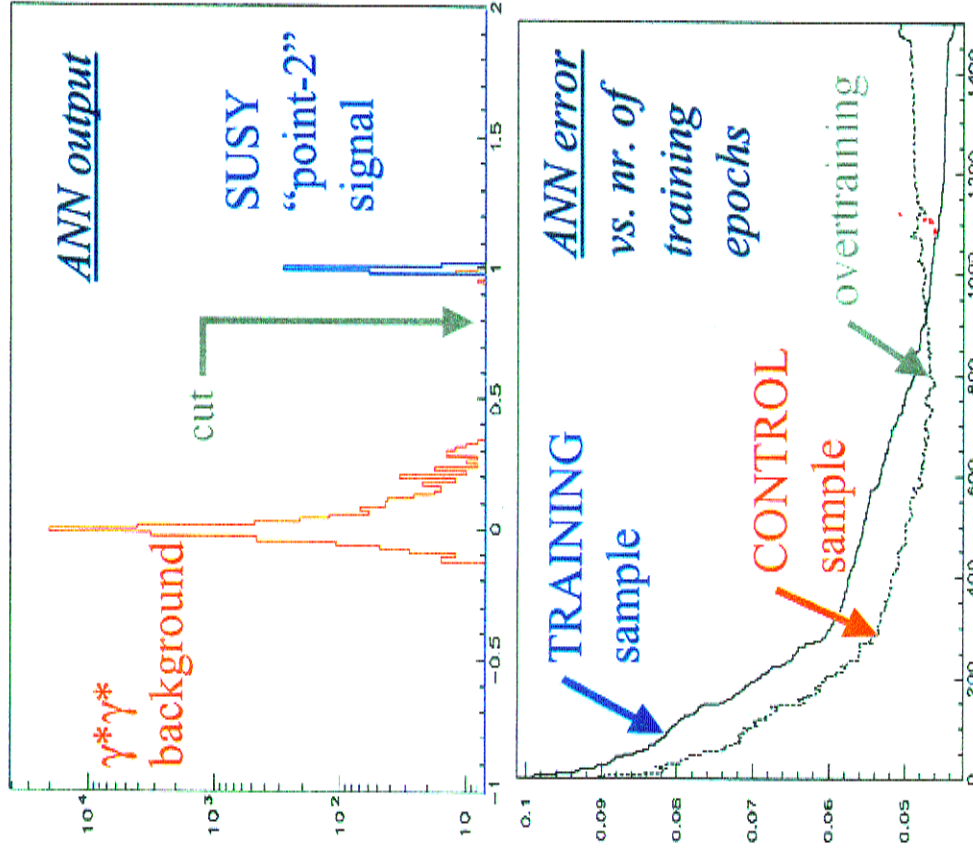 ANN output
SUSY
“point-2”
signal
cut
γ*γ*
background
10⁴
10³
10²
10
-1
-0.5
0
0.5
1
1.5
2
ANN error
vs. nr. of
training
epochs
TRAINING
sample
CONTROL
sample
overtraining
0.1
0.09
0.08
0.07
0.06
0.05
0
200
400
600
800
1000
1200
1400